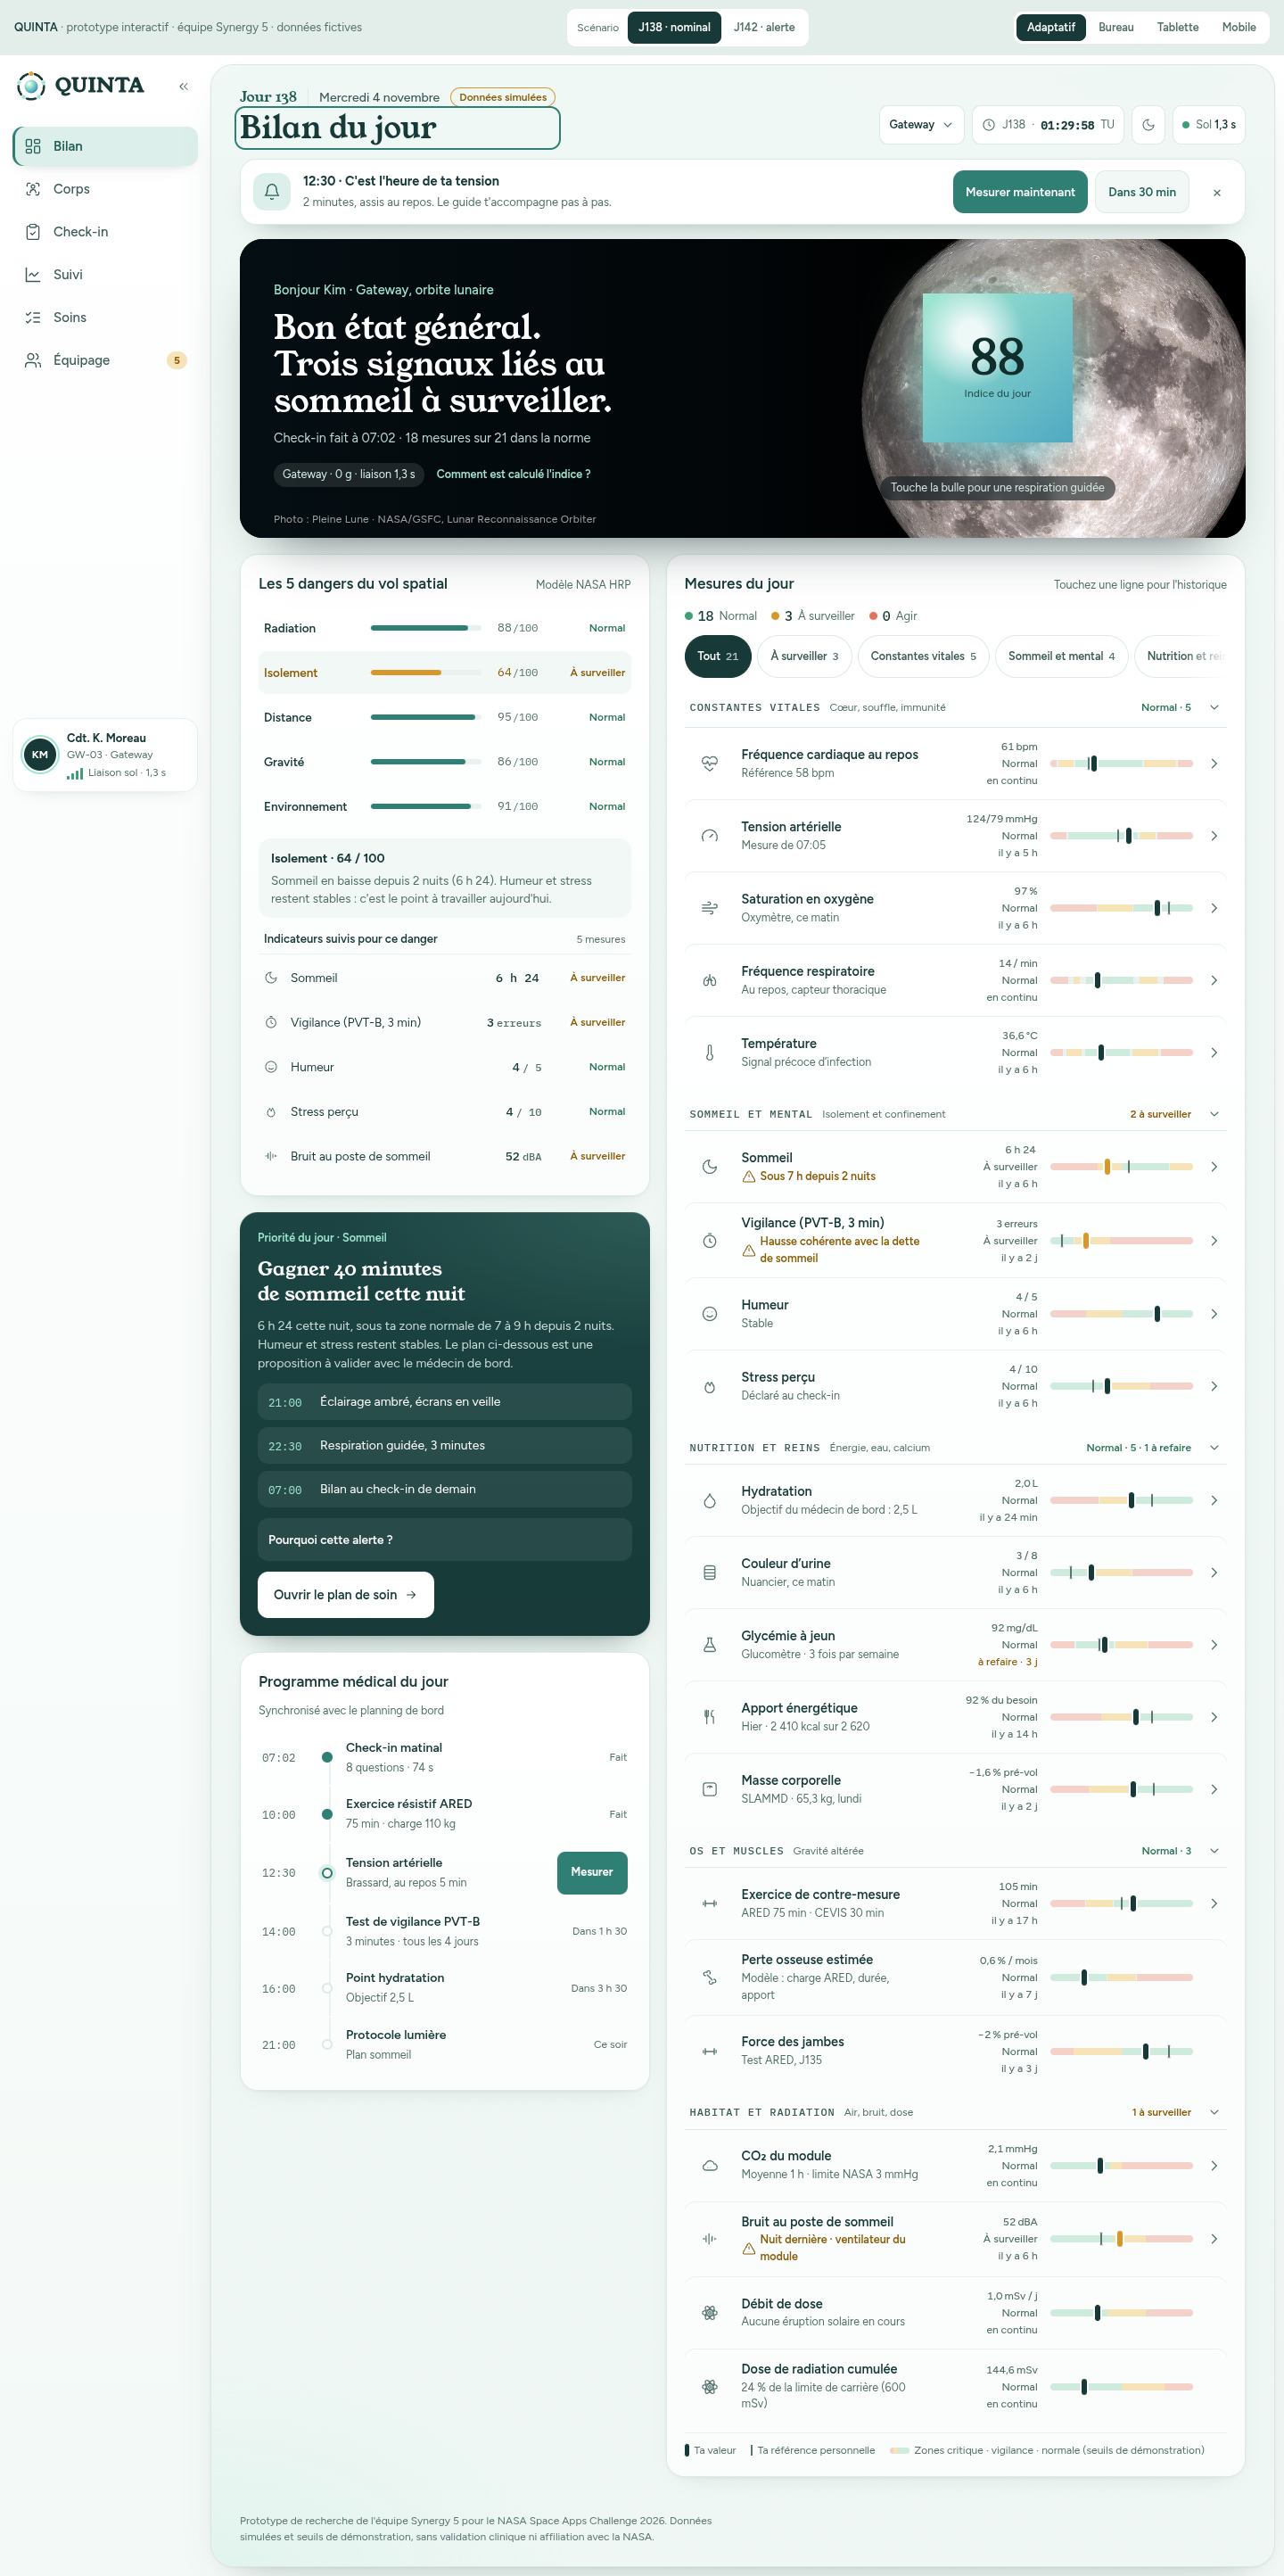 QUINTA · prototype interactif · équipe Synergy 5 · données fictives
Scénario
J138 · nominal
J142 · alerte
Adaptatif
Bureau
Tablette
Mobile
QUINTA
Bilan
Corps
Check-in
Suivi
Soins
Équipage
5
KM
Cdt. K. Moreau
GW-03 · Gateway
Liaison sol · 1,3 s
Jour 138
Mercredi 4 novembre
Données simulées
Bilan du jour
Gateway
J138 · 01:29:58 TU
Sol 1,3 s
12:30 · C'est l'heure de ta tension
2 minutes, assis au repos. Le guide t'accompagne pas à pas.
Mesurer maintenant
Dans 30 min
×
Bonjour Kim · Gateway, orbite lunaire
Bon état général.
Trois signaux liés au
sommeil à surveiller.
Check-in fait à 07:02 · 18 mesures sur 21 dans la norme
Gateway · 0 g · liaison 1,3 s
Comment est calculé l'indice ?
Photo : Pleine Lune · NASA/GSFC, Lunar Reconnaissance Orbiter
88
Indice du jour
Touche la bulle pour une respiration guidée
Les 5 dangers du vol spatial
Modèle NASA HRP
Radiation
88/100
Normal
Isolement
64/100
À surveiller
Distance
95/100
Normal
Gravité
86/100
Normal
Environnement
91/100
Normal
Isolement · 64 / 100
Sommeil en baisse depuis 2 nuits (6 h 24). Humeur et stress
restent stables : c'est le point à travailler aujourd'hui.
Indicateurs suivis pour ce danger
5 mesures
Sommeil
6 h 24
À surveiller
Vigilance (PVT-B, 3 min)
3 erreurs
À surveiller
Humeur
4 / 5
Normal
Stress perçu
4 / 10
Normal
Bruit au poste de sommeil
52 dBA
À surveiller
Priorité du jour · Sommeil
Gagner 40 minutes
de sommeil cette nuit
6 h 24 cette nuit, sous ta zone normale de 7 à 9 h depuis 2 nuits.
Humeur et stress restent stables. Le plan ci-dessous est une
proposition à valider avec le médecin de bord.
21:00
Éclairage ambré, écrans en veille
22:30
Respiration guidée, 3 minutes
07:00
Bilan au check-in de demain
Pourquoi cette alerte ?
Ouvrir le plan de soin →
Programme médical du jour
Synchronisé avec le planning de bord
07:02
Check-in matinal
8 questions · 74 s
Fait
10:00
Exercice résistif ARED
75 min · charge 110 kg
Fait
12:30
Tension artérielle
Brassard, au repos 5 min
Mesurer
14:00
Test de vigilance PVT-B
3 minutes · tous les 4 jours
Dans 1 h 30
16:00
Point hydratation
Objectif 2,5 L
Dans 3 h 30
21:00
Protocole lumière
Plan sommeil
Ce soir
Mesures du jour
Touchez une ligne pour l'historique
18 Normal
3 À surveiller
0 Agir
Tout 21
À surveiller 3
Constantes vitales 5
Sommeil et mental 4
Nutrition et rein
CONSTANTES VITALES
Cœur, souffle, immunité
Normal · 5
Fréquence cardiaque au repos
Référence 58 bpm
61 bpm
Normal
en continu
Tension artérielle
Mesure de 07:05
124/79 mmHg
Normal
il y a 5 h
Saturation en oxygène
Oxymètre, ce matin
97 %
Normal
il y a 6 h
Fréquence respiratoire
Au repos, capteur thoracique
14 / min
Normal
en continu
Température
Signal précoce d'infection
36,6 °C
Normal
il y a 6 h
SOMMEIL ET MENTAL
Isolement et confinement
2 à surveiller
Sommeil
Sous 7 h depuis 2 nuits
6 h 24
À surveiller
il y a 6 h
Vigilance (PVT-B, 3 min)
Hausse cohérente avec la dette
de sommeil
3 erreurs
À surveiller
il y a 2 j
Humeur
Stable
4 / 5
Normal
il y a 6 h
Stress perçu
Déclaré au check-in
4 / 10
Normal
il y a 6 h
NUTRITION ET REINS
Énergie, eau, calcium
Normal · 5 · 1 à refaire
Hydratation
Objectif du médecin de bord : 2,5 L
2,0 L
Normal
il y a 24 min
Couleur d'urine
Nuancier, ce matin
3 / 8
Normal
il y a 6 h
Glycémie à jeun
Glucomètre · 3 fois par semaine
92 mg/dL
Normal
à refaire · 3 j
Apport énergétique
Hier · 2 410 kcal sur 2 620
92 % du besoin
Normal
il y a 14 h
Masse corporelle
SLAMMD · 65,3 kg, lundi
−1,6 % pré-vol
Normal
il y a 2 j
OS ET MUSCLES
Gravité altérée
Normal · 3
Exercice de contre-mesure
ARED 75 min · CEVIS 30 min
105 min
Normal
il y a 17 h
Perte osseuse estimée
Modèle : charge ARED, durée,
apport
0,6 % / mois
Normal
il y a 7 j
Force des jambes
Test ARED, J135
−2 % pré-vol
Normal
il y a 3 j
HABITAT ET RADIATION
Air, bruit, dose
1 à surveiller
CO₂ du module
Moyenne 1 h · limite NASA 3 mmHg
2,1 mmHg
Normal
en continu
Bruit au poste de sommeil
Nuit dernière · ventilateur du
module
52 dBA
À surveiller
il y a 6 h
Débit de dose
Aucune éruption solaire en cours
1,0 mSv / j
Normal
en continu
Dose de radiation cumulée
24 % de la limite de carrière (600
mSv)
144,6 mSv
Normal
en continu
Ta valeur
Ta référence personnelle
Zones critique · vigilance · normale (seuils de démonstration)
Prototype de recherche de l'équipe Synergy 5 pour le NASA Space Apps Challenge 2026. Données
simulées et seuils de démonstration, sans validation clinique ni affiliation avec la NASA.